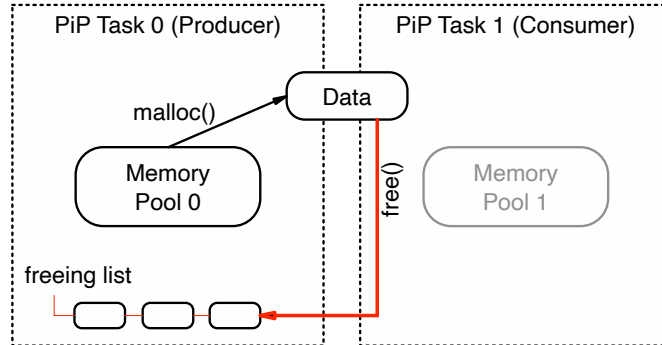 PiP Task 0 (Producer)
PiP Task 1 (Consumer)
Data
malloc()
free()
Memory
Pool 0
Memory
Pool 1
freeing list